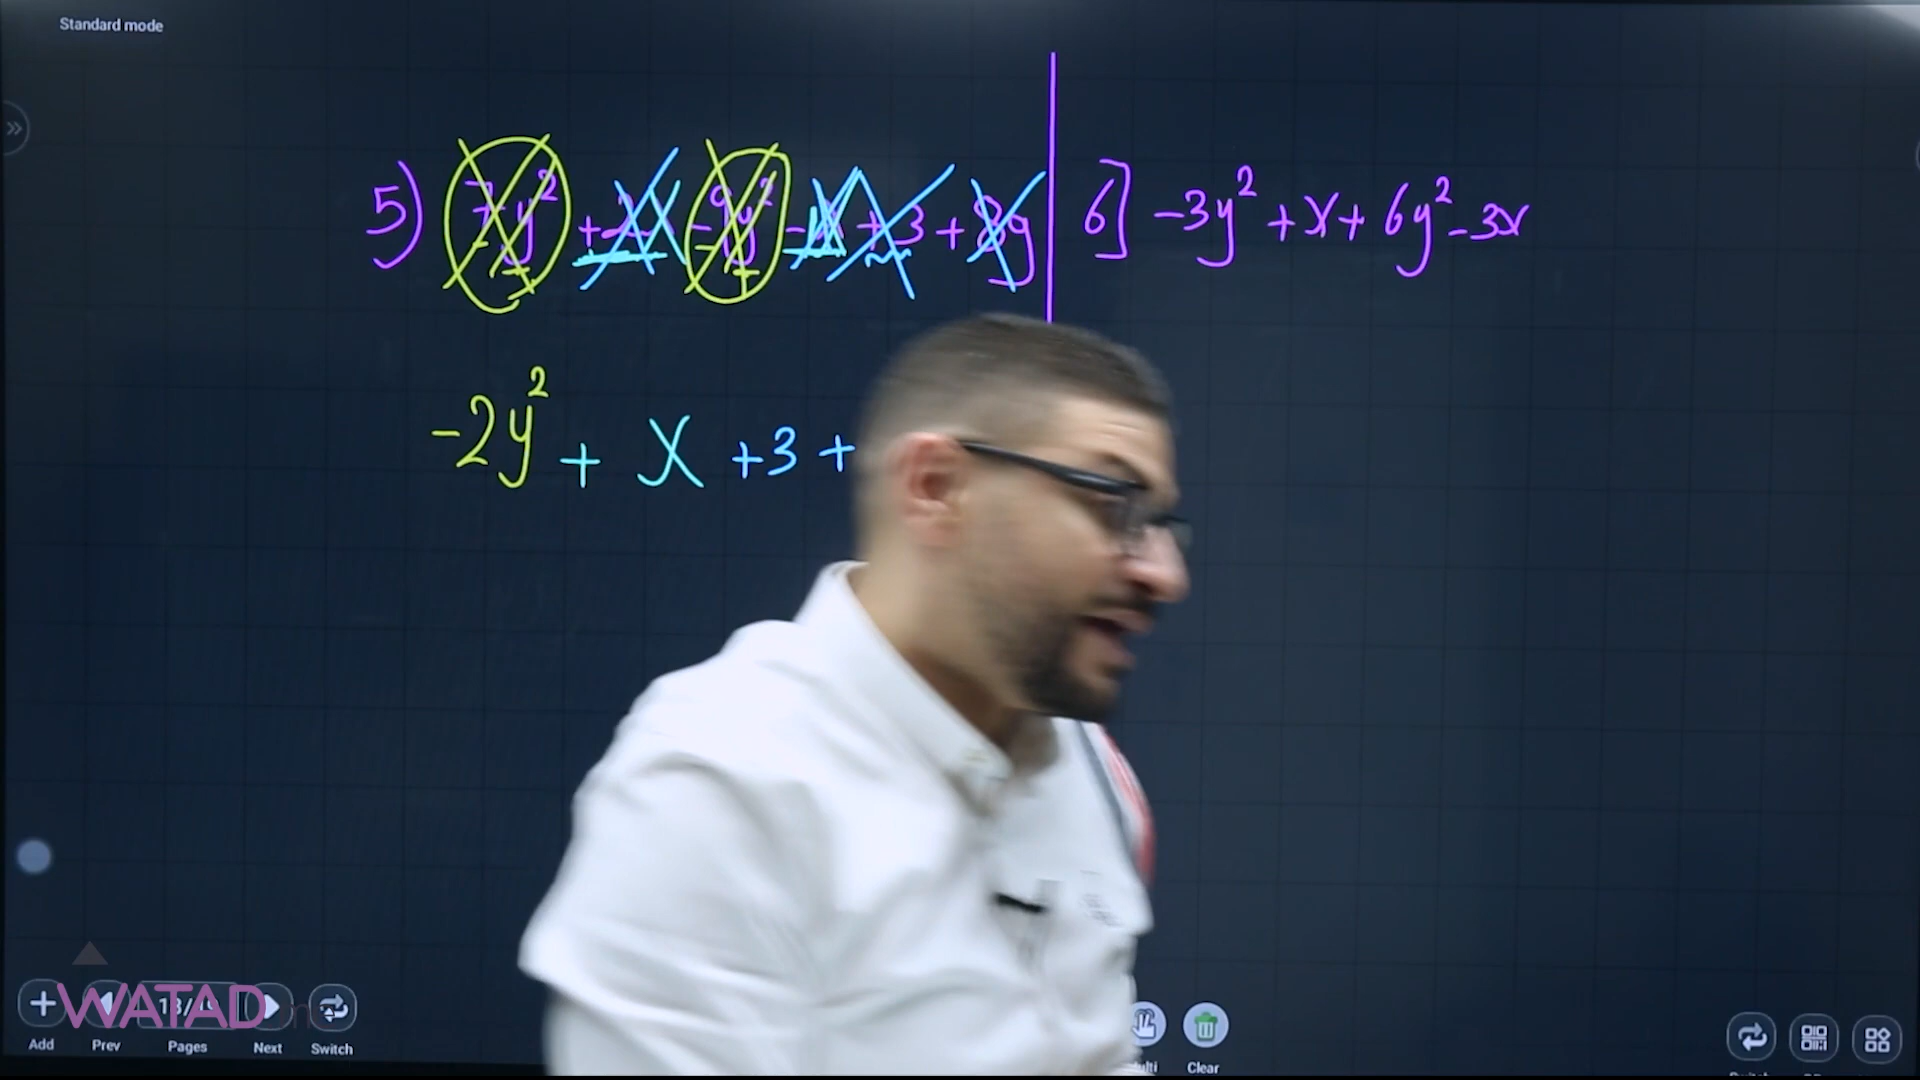 Standard mode
5) 7y² +2x -9y² -x +3 + 8y
6] -3y² + x + 6y² - 3x
-2y² + x +3 +
WATAD
Add Prev Pages Next Switch
Clear